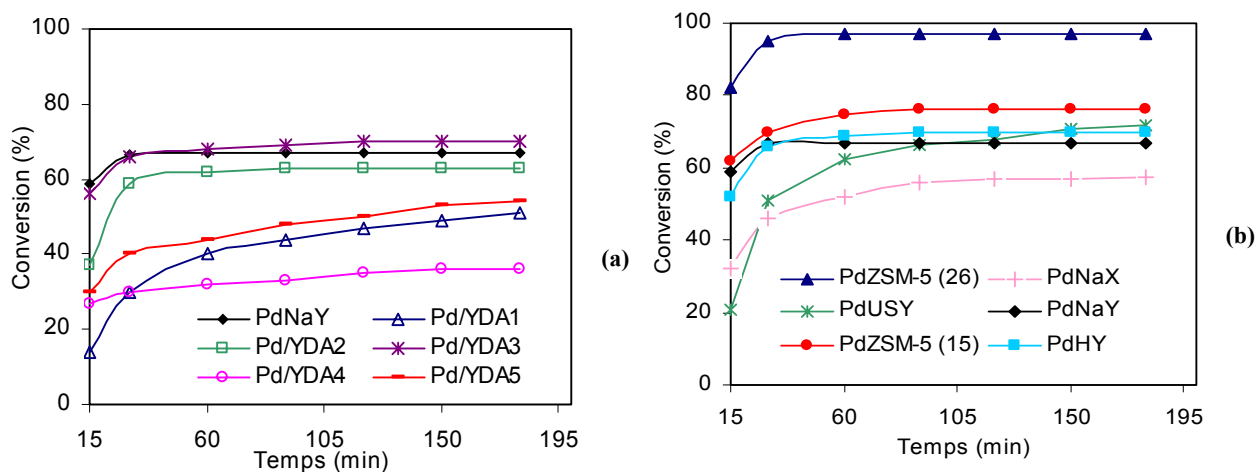 100
80
60
40
20
0
Conversion (%)
15 60 105 150 195
Temps (min)
PdNaY Pd/YDA1
Pd/YDA2 Pd/YDA3
Pd/YDA4 Pd/YDA5
(a)
100
80
60
40
20
0
Conversion (%)
15 60 105 150 195
Temps (min)
PdZSM-5 (26) PdNaX
PdUSY PdNaY
PdZSM-5 (15) PdHY
(b)